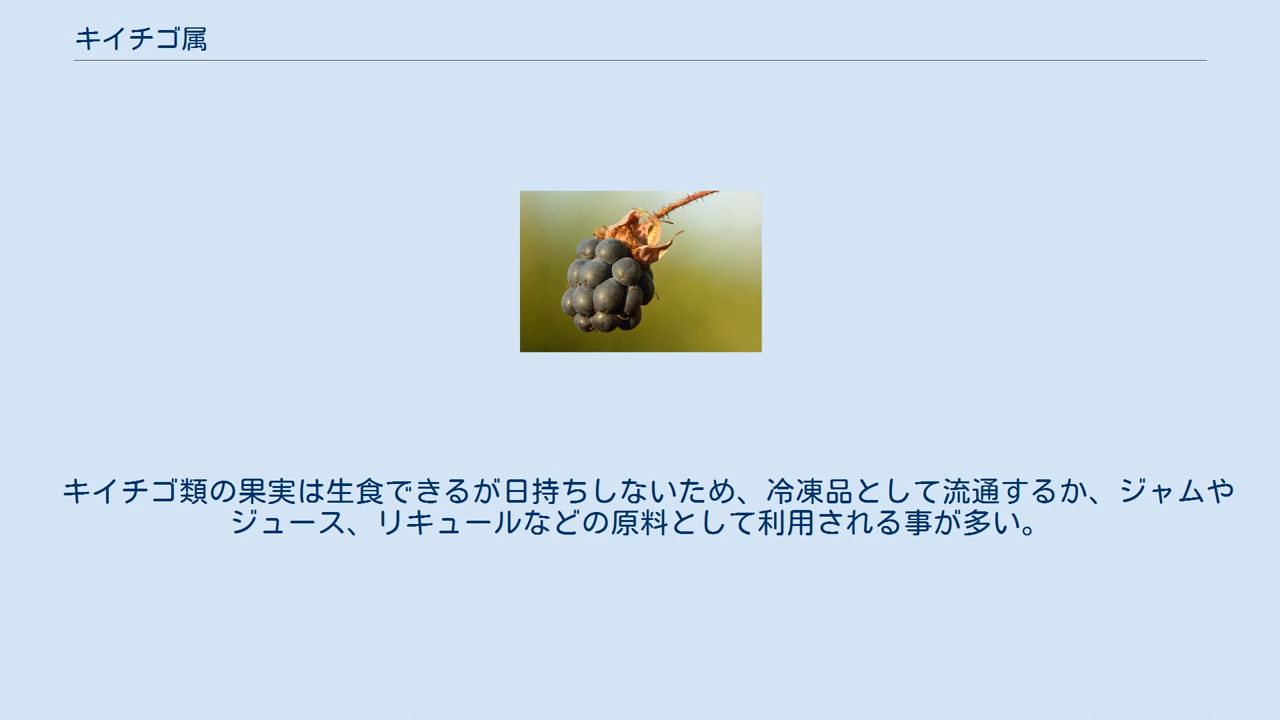 キイチゴ属
キイチゴ類の果実は生食できるが日持ちしないため、冷凍品として流通するか、ジャムや
ジュース、リキュールなどの原料として利用される事が多い。